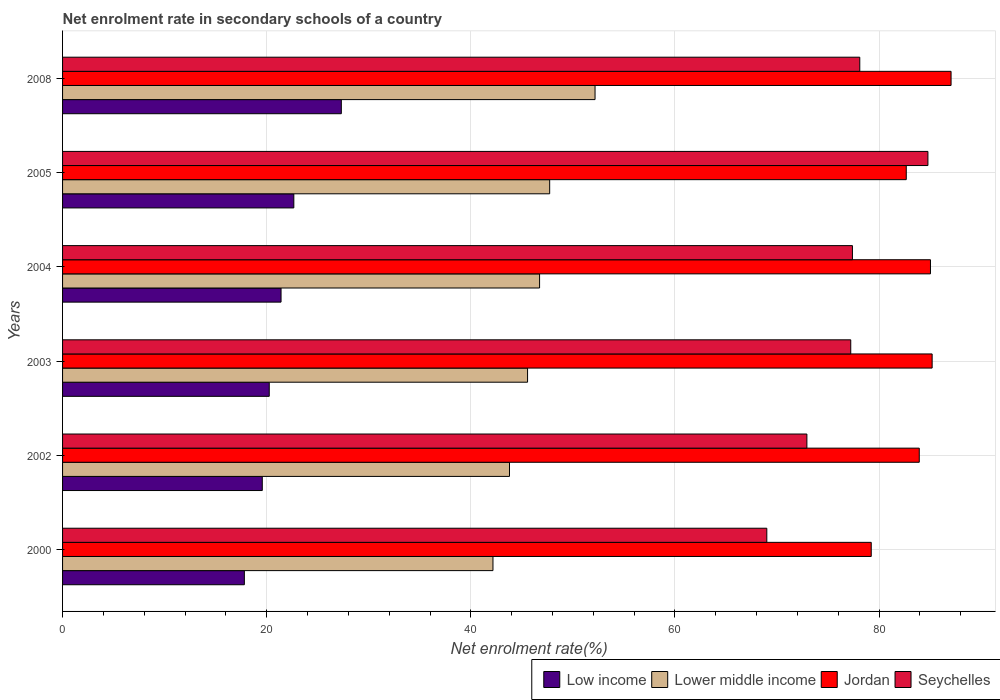 Net enrolment rate in secondary schools of a country
2008
2005
2004
2003
2002
2000
Years
0
20
40
60
80
Net enrolment rate(%)
Low income
Lower middle income
Jordan
Seychelles